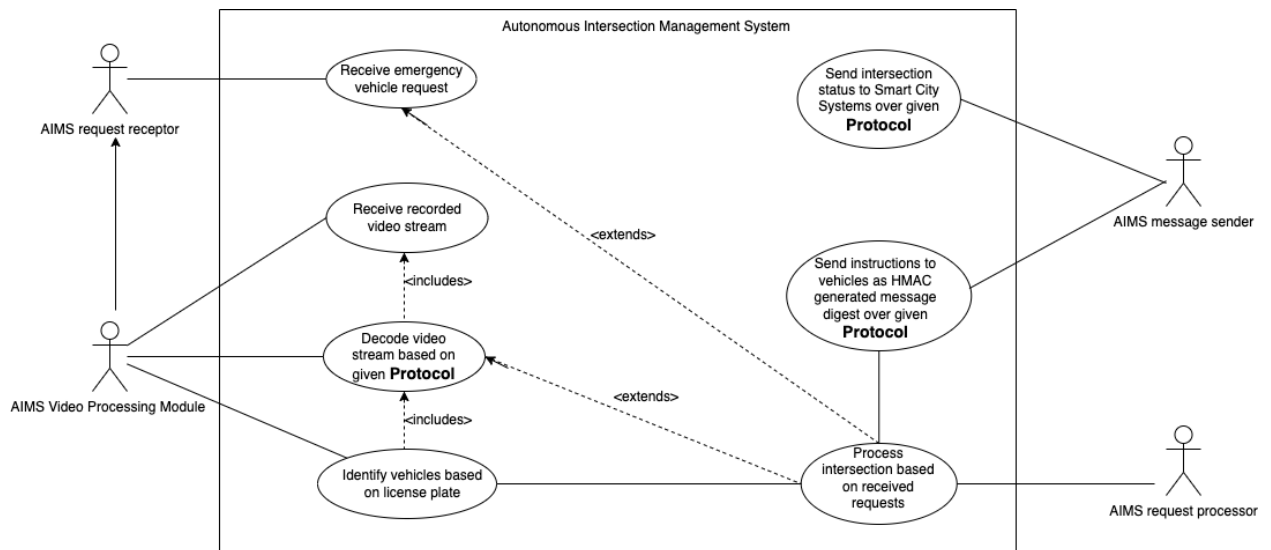 Autonomous Intersection Management System
Receive emergency
vehicle request
Send intersection
status to Smart City
Systems over given
Protocol
AIMS request receptor
AIMS message sender
Receive recorded
video stream
<extends>
<includes>
Send instructions to
vehicles as HMAC
generated message
digest over given
Protocol
Decode video
stream based on
given Protocol
AIMS Video Processing Module
<extends>
<includes>
Identify vehicles based
on license plate
Process
intersection based
on received
requests
AIMS request processor